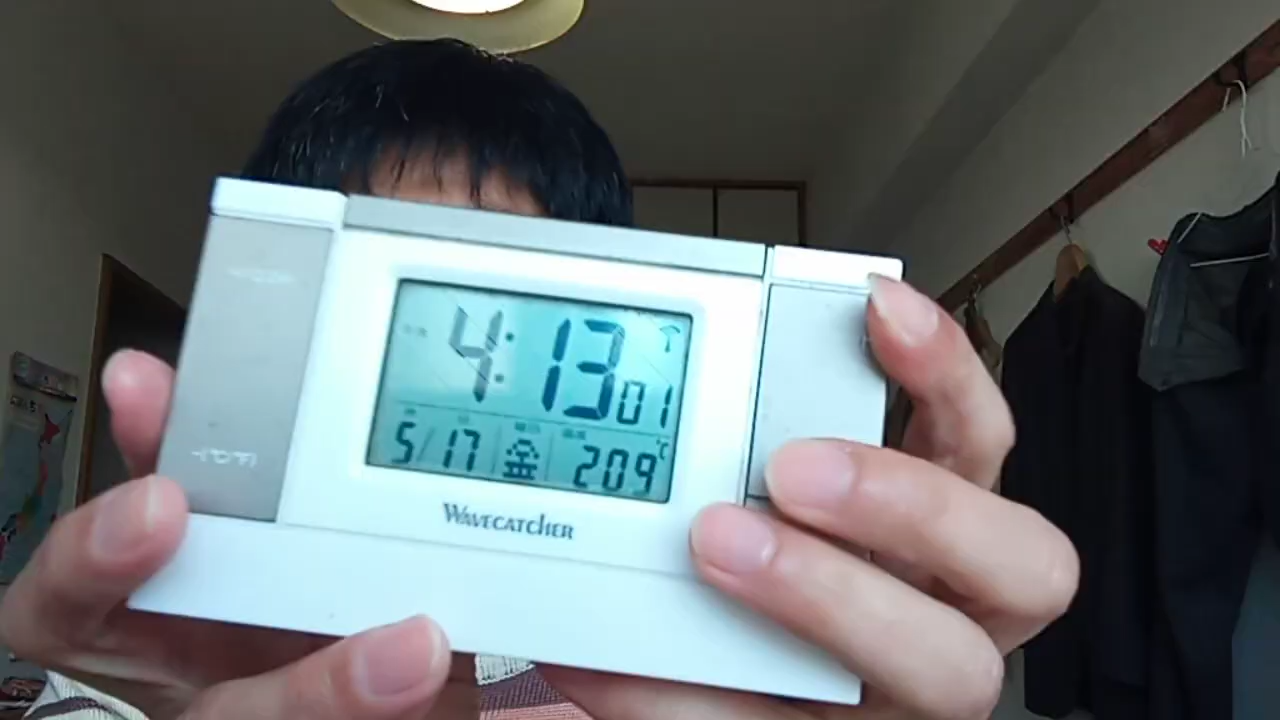 4:13 01
5/17 金 20.9 ℃
WAVECATCHER